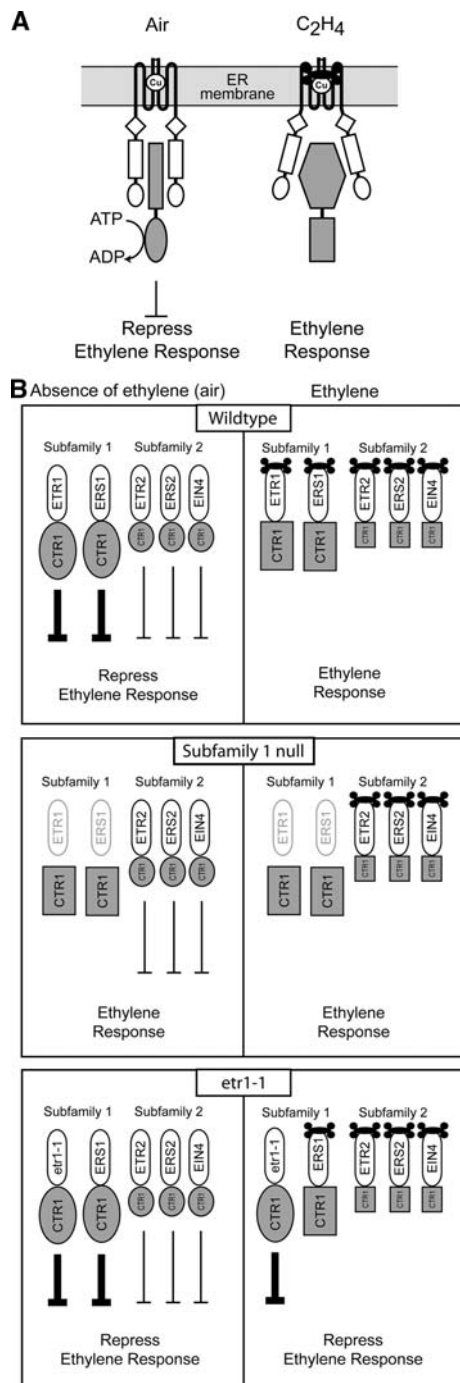 A
Air
C2H4
Cu
Cu
ER
membrane
ATP
ADP
Repress
Ethylene Response
Ethylene
Response
B
Absence of ethylene (air)
Ethylene
Wildtype
Subfamily 1
Subfamily 2
Subfamily 1
Subfamily 2
ETR1
ERS1
ETR2
ERS2
EIN4
ETR1
ERS1
ETR2
ERS2
EIN4
CTR1
CTR1
CTR1
CTR1
CTR1
CTR1
CTR1
CTR1
CTR1
CTR1
Repress
Ethylene Response
Ethylene
Response
Subfamily 1 null
Subfamily 1
Subfamily 2
Subfamily 1
Subfamily 2
ETR1
ERS1
ETR2
ERS2
EIN4
ETR1
ERS1
ETR2
ERS2
EIN4
CTR1
CTR1
CTR1
CTR1
CTR1
CTR1
CTR1
CTR1
CTR1
CTR1
Ethylene
Response
Ethylene
Response
etr1-1
Subfamily 1
Subfamily 2
Subfamily 1
Subfamily 2
etr1-1
ERS1
ETR2
ERS2
EIN4
etr1-1
ERS1
ETR2
ERS2
EIN4
CTR1
CTR1
CTR1
CTR1
CTR1
CTR1
CTR1
CTR1
CTR1
CTR1
Repress
Ethylene Response
Repress
Ethylene Response